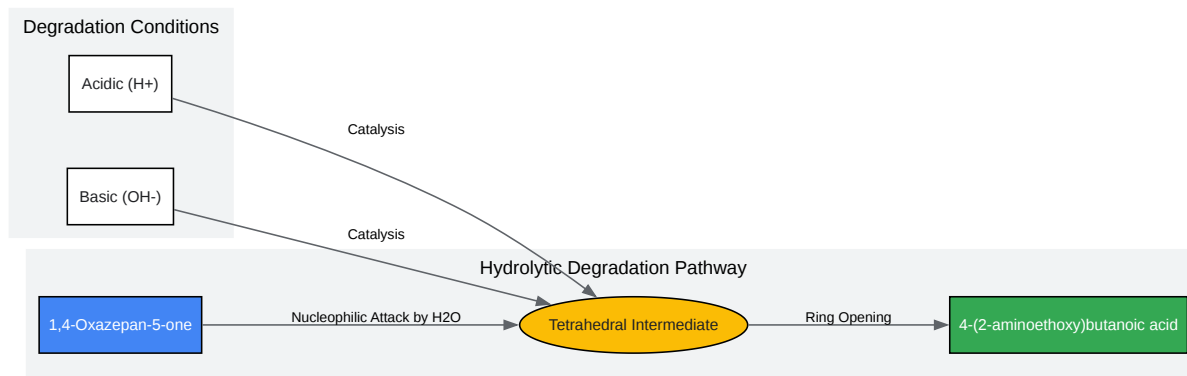 Degradation Conditions
Acidic (H+)
Catalysis
Basic (OH-)
Catalysis
Hydrolytic Degradation Pathway
1,4-Oxazepan-5-one
Nucleophilic Attack by H2O
Tetrahedral Intermediate
Ring Opening
4-(2-aminoethoxy)butanoic acid